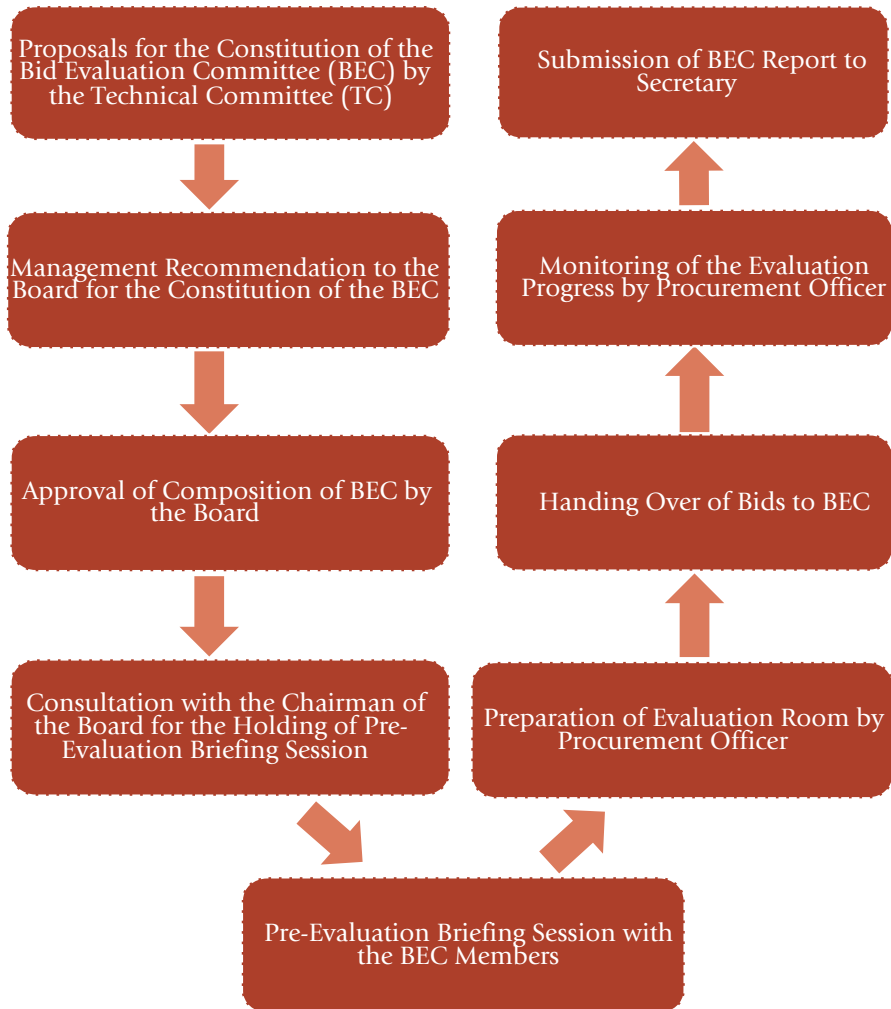 Proposals for the Constitution of the
Bid Evaluation Committee (BEC) by
the Technical Committee (TC)
Management Recommendation to the
Board for the Constitution of the BEC
Approval of Composition of BEC by
the Board
Consultation with the Chairman of
the Board for the Holding of Pre-
Evaluation Briefing Session
Pre-Evaluation Briefing Session with
the BEC Members
Preparation of Evaluation Room by
Procurement Officer
Handing Over of Bids to BEC
Monitoring of the Evaluation
Progress by Procurement Officer
Submission of BEC Report to
Secretary